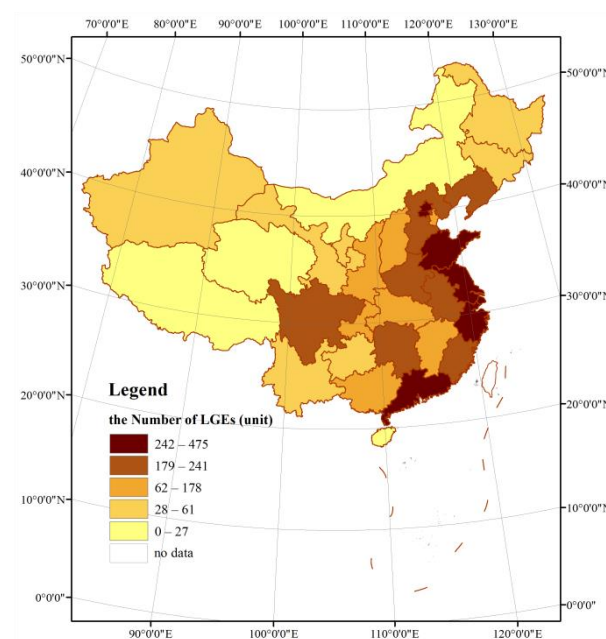 70°0'0"E 80°0'0"E 90°0'0"E 100°0'0"E 110°0'0"E 120°0'0"E 130°0'0"E
50°0'0"N 50°0'0"N
40°0'0"N 40°0'0"N
30°0'0"N 30°0'0"N
20°0'0"N 20°0'0"N
10°0'0"N 10°0'0"N
0°0'0" 0°0'0"
Legend
the Number of LGEs (unit)
242 – 475
179 – 241
62 – 178
28 – 61
0 – 27
no data
90°0'0"E 100°0'0"E 110°0'0"E 120°0'0"E